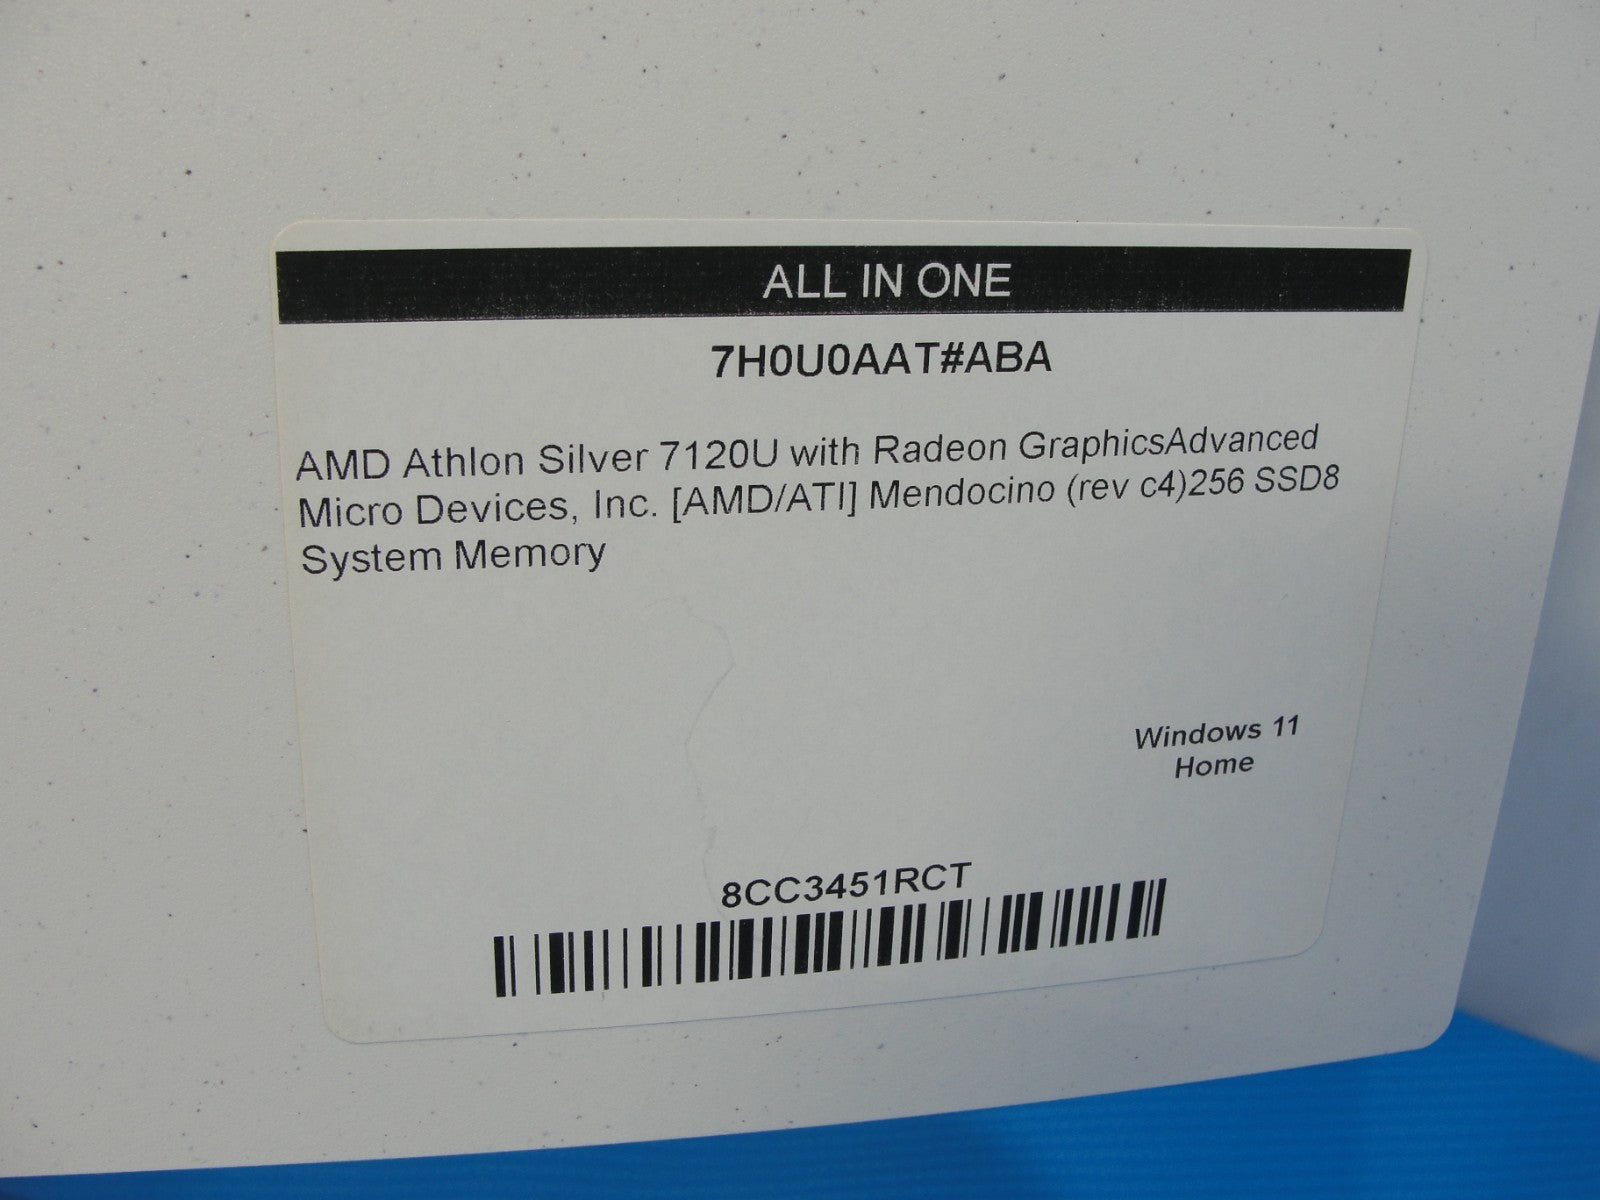 ALL IN ONE
7H0U0AAT#ABA
AMD Athlon Silver 7120U with Radeon GraphicsAdvanced
Micro Devices, Inc. [AMD/ATI] Mendocino (rev c4)256 SSD8
System Memory
Windows 11
Home
8CC3451RCT